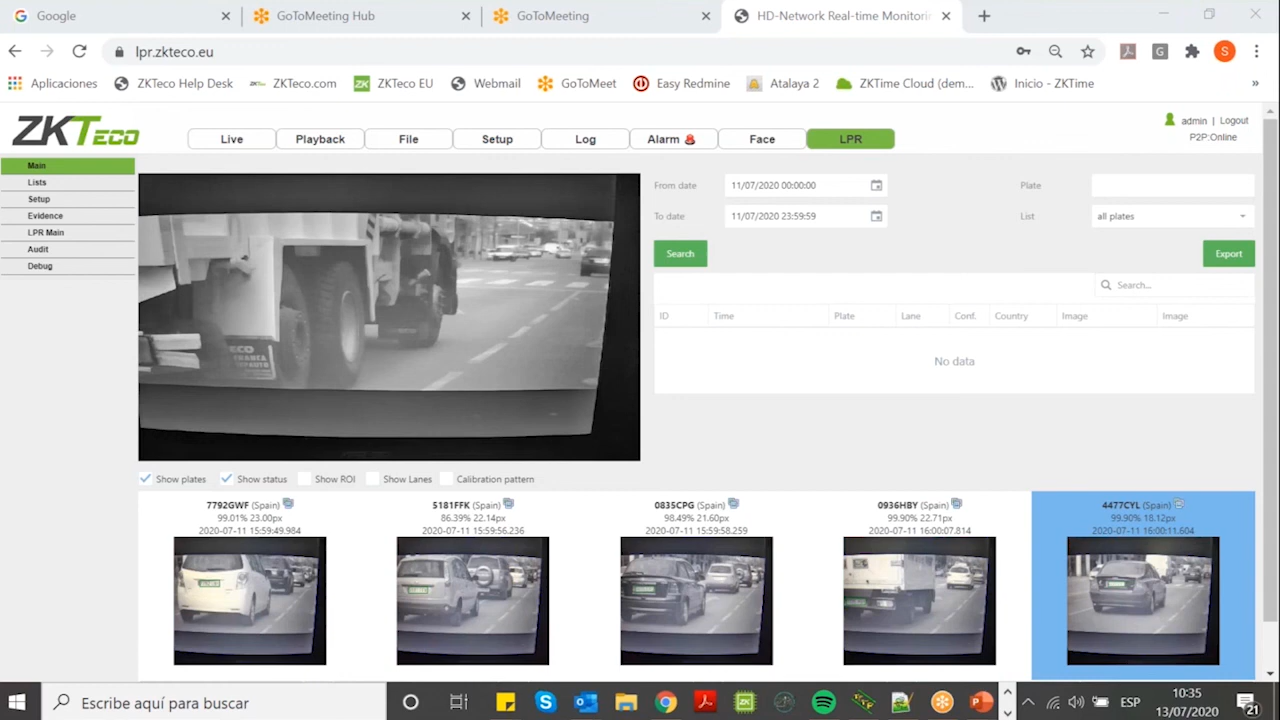 Google
GoToMeeting Hub
GoToMeeting
HD-Network Real-time Monitorin
lpr.zkteco.eu
S
Aplicaciones
ZKTeco Help Desk
ZKTeco.com
ZKTeco EU
Webmail
GoToMeet
Easy Redmine
Atalaya 2
ZKTime Cloud (dem...
Inicio - ZKTime
»
ZKTeco
Live
Playback
File
Setup
Log
Alarm
Face
LPR
admin | Logout
P2P:Online
Main
Lists
Setup
Evidence
LPR Main
Audit
Debug
From date
11/07/2020 00:00:00
Plate
To date
11/07/2020 23:59:59
List
all plates
Search
Export
Search...
ID
Time
Plate
Lane
Conf.
Country
Image
Image
No data
Show plates
Show status
Show ROI
Show Lanes
Calibration pattern
7792GWF (Spain)
99.01% 23.00px
2020-07-11 15:59:49.984
5181FFK (Spain)
86.39% 22.14px
2020-07-11 15:59:56.236
0835CPG (Spain)
98.49% 21.60px
2020-07-11 15:59:58.259
0936HBY (Spain)
99.90% 22.71px
2020-07-11 16:00:07.814
4477CYL (Spain)
99.90% 18.12px
2020-07-11 16:00:11.604
Escribe aquí para buscar
ESP
10:35
13/07/2020
21